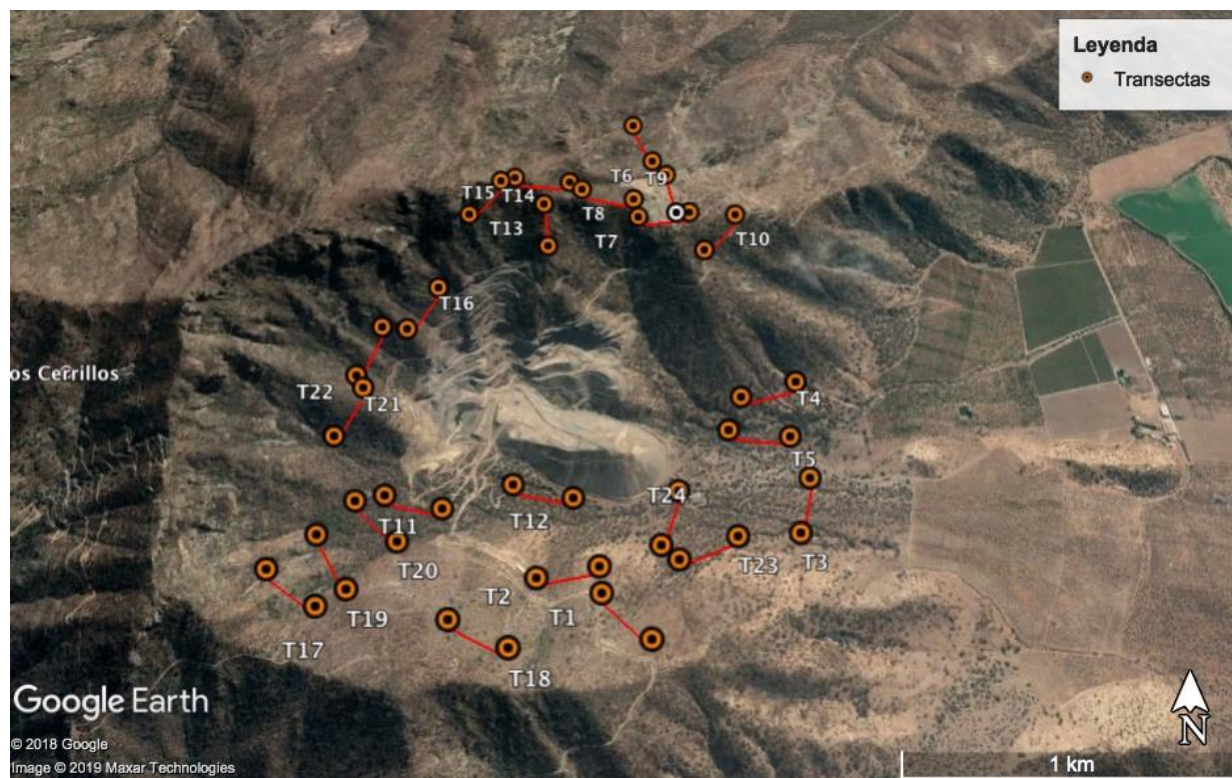 Leyenda
Transectas
T6
T9
T15
T14
T13
T8
T7
T10
T16
os Cerrillos
T22
T21
T4
T5
T24
T11
T12
T20
T23
T3
T2
T1
T19
T17
T18
Google Earth
© 2018 Google
Image © 2019 Maxar Technologies
N
1 km